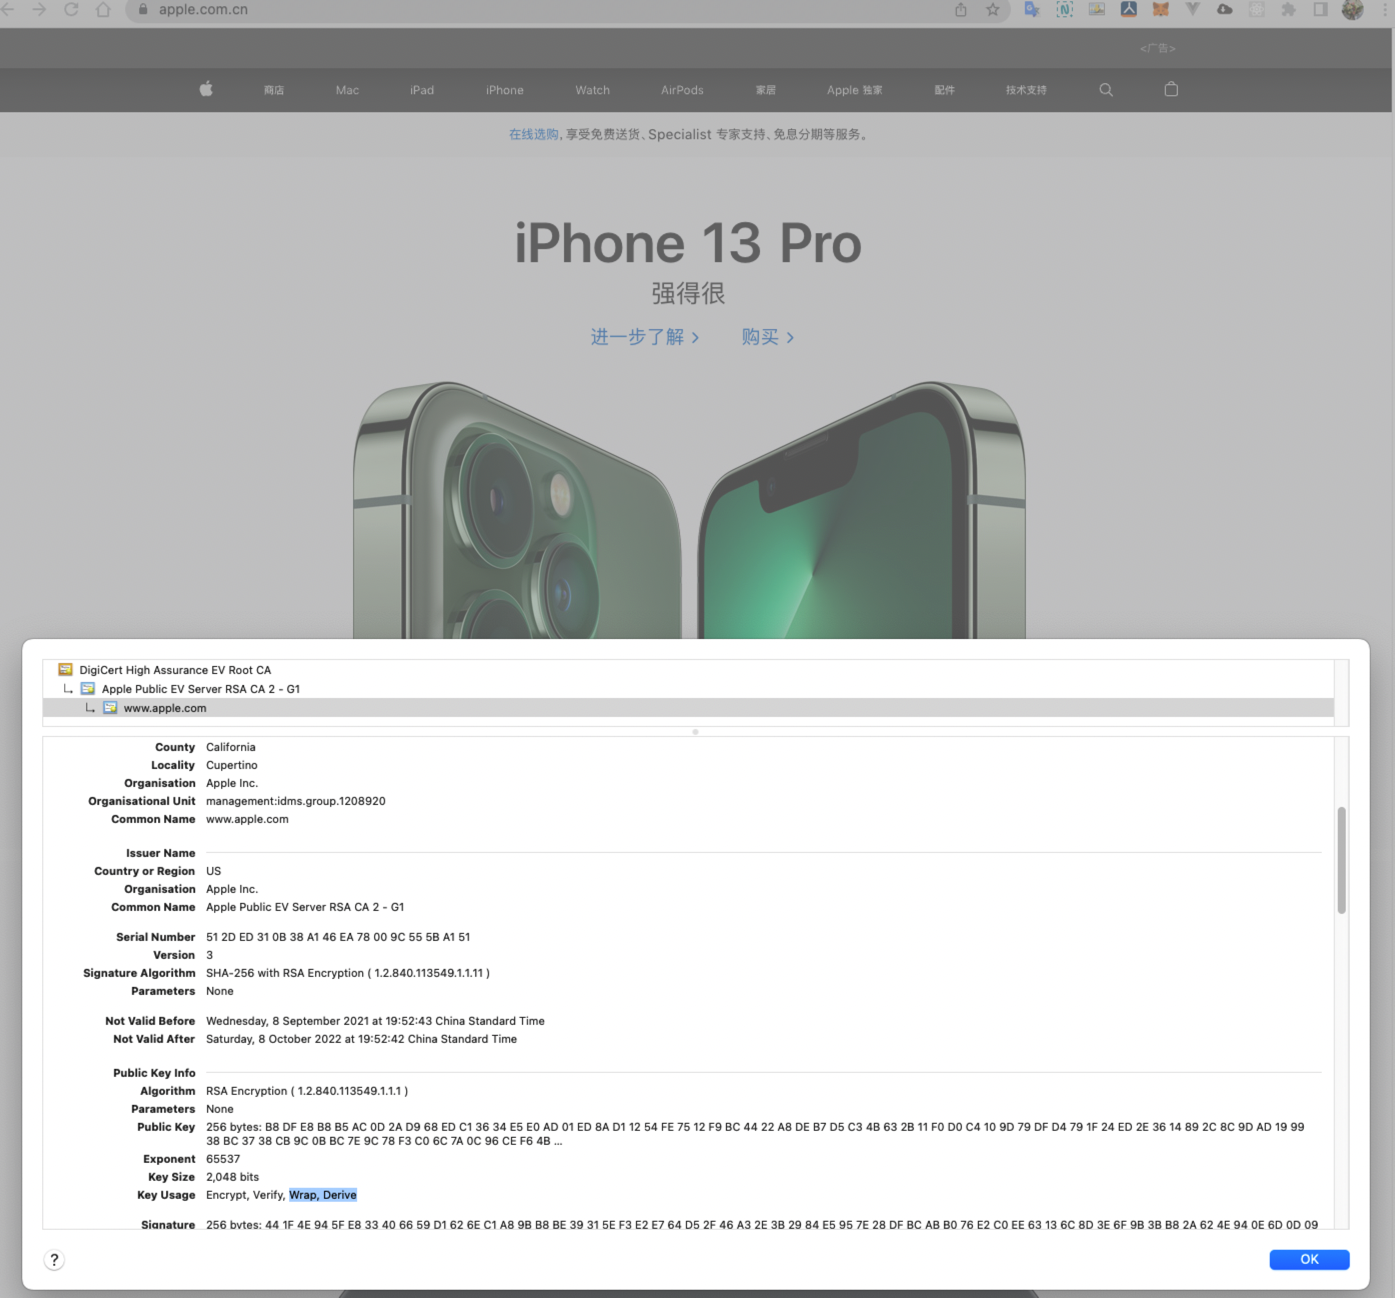 apple.com.cn
<广告>
商店 Mac iPad iPhone Watch AirPods 家居 Apple 独家 配件 技术支持
在线选购, 享受免费送货、Specialist 专家支持、免息分期等服务。
iPhone 13 Pro
强得很
进一步了解 > 购买 >
DigiCert High Assurance EV Root CA
Apple Public EV Server RSA CA 2 - G1
www.apple.com
County California
Locality Cupertino
Organisation Apple Inc.
Organisational Unit management:idms.group.1208920
Common Name www.apple.com
Issuer Name
Country or Region US
Organisation Apple Inc.
Common Name Apple Public EV Server RSA CA 2 - G1
Serial Number 51 2D ED 31 0B 38 A1 46 EA 78 00 9C 55 5B A1 51
Version 3
Signature Algorithm SHA-256 with RSA Encryption ( 1.2.840.113549.1.1.11 )
Parameters None
Not Valid Before Wednesday, 8 September 2021 at 19:52:43 China Standard Time
Not Valid After Saturday, 8 October 2022 at 19:52:42 China Standard Time
Public Key Info
Algorithm RSA Encryption ( 1.2.840.113549.1.1.1 )
Parameters None
Public Key 256 bytes: B8 DF E8 B8 B5 AC 0D 2A D9 68 ED C1 36 34 E5 E0 AD 01 ED 8A D1 12 54 FE 75 12 F9 BC 44 22 A8 DE B7 D5 C3 4B 63 2B 11 F0 D0 C4 10 9D 79 DF D4 79 1F 24 ED 2E 36 14 89 2C 8C 9D AD 19 99
38 BC 37 38 CB 9C 0B BC 7E 9C 78 F3 C0 6C 7A 0C 96 CE F6 4B ...
Exponent 65537
Key Size 2,048 bits
Key Usage Encrypt, Verify, Wrap, Derive
Signature 256 bytes: 44 1F 4E 94 5F E8 33 40 66 59 D1 62 6E C1 A8 9B B8 BE 39 31 5E F3 E2 E7 64 D5 2F 46 A3 2E 3B 29 84 E5 95 7E 28 DF BC AB B0 76 E2 C0 EE 63 13 6C 8D 3E 6F 9B 3B B8 2A 62 4E 94 0E 6D 0D 09
? OK